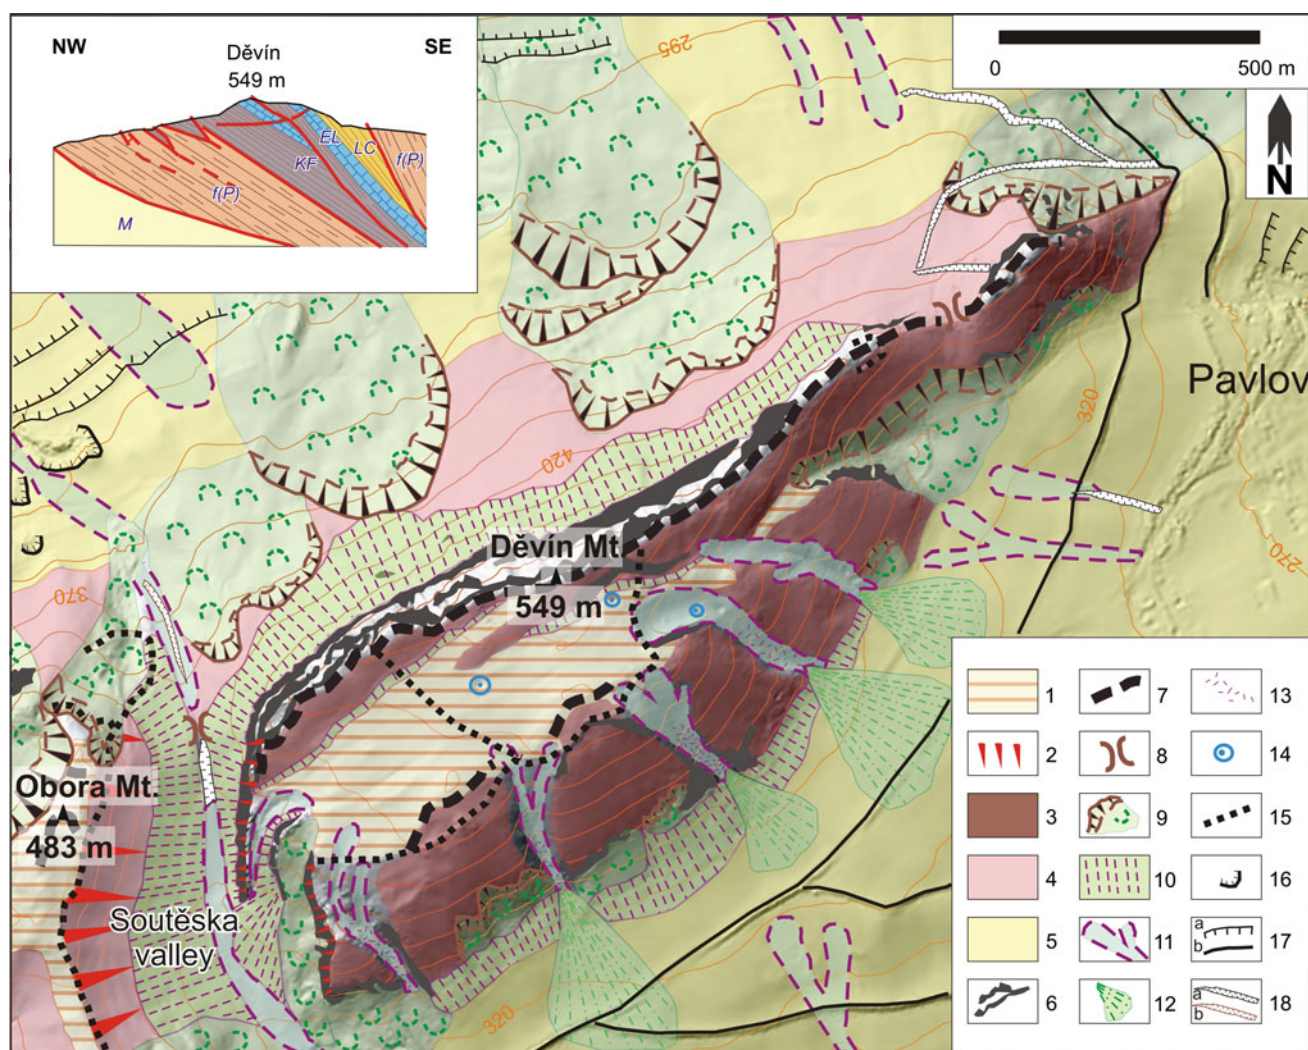 NW
SE
Děvín
549 m
KF
EL
LC
f(P)
f(P)
M
0
500 m
N
295
Pavlov
320
420
270
Děvín Mt.
549 m
370
Obora Mt.
483 m
Soutěska
valley
320
1
7
13
2
8
14
3
9
15
4
10
16
5
11
17
a
b
6
12
18
a
b